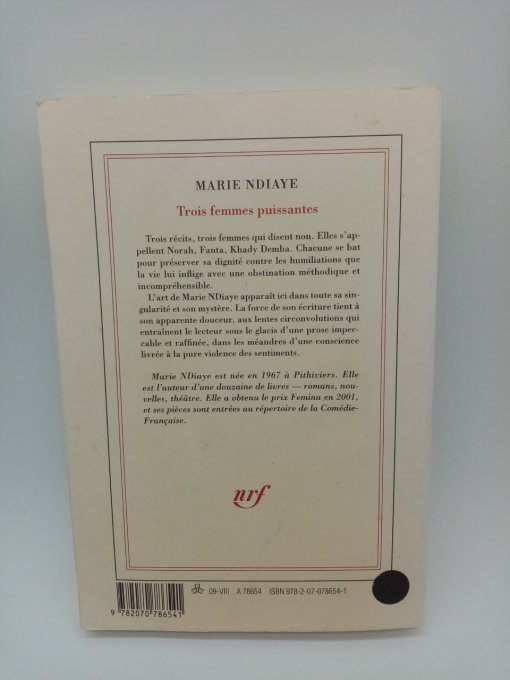 MARIE NDIAYE
Trois femmes puissantes
Trois récits, trois femmes qui disent non. Elles s'ap-
pellent Norah, Fanta, Khady Demba. Chacune se bat
pour préserver sa dignité contre les humiliations que
la vie lui inflige avec une obstination méthodique et
incompréhensible.
L'art de Marie NDiaye apparaît ici dans toute sa sin-
gularité et son mystère. La force de son écriture tient à
son apparente douceur, aux lentes circonvolutions qui
entraînent le lecteur sous le glacis d'une prose impec-
cable et raffinée, dans les méandres d'une conscience
livrée à la pure violence des sentiments.
Marie NDiaye est née en 1967 à Pithiviers. Elle
est l'auteur d'une douzaine de livres — romans, nou-
velles, théâtre. Elle a obtenu le prix Femina en 2001,
et ses pièces sont entrées au répertoire de la Comédie-
Française.
nrf
09-VIII A 78654 ISBN 978-2-07-078654-1
9 782070 786541